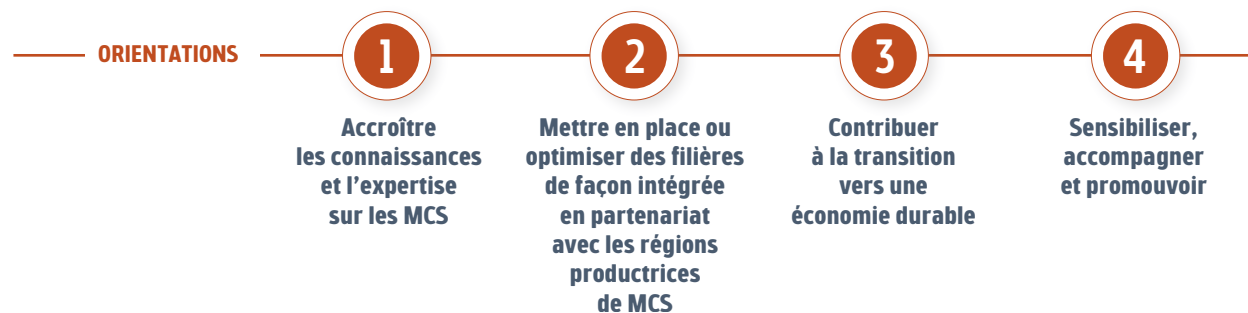 ORIENTATIONS
1
Accroître
les connaissances
et l'expertise
sur les MCS
2
Mettre en place ou
optimiser des filières
de façon intégrée
en partenariat
avec les régions
productrices
de MCS
3
Contribuer
à la transition
vers une
économie durable
4
Sensibiliser,
accompagner
et promouvoir